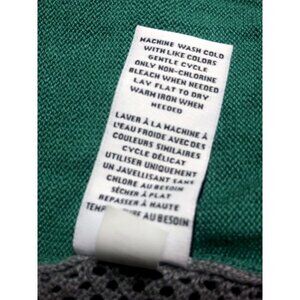 MACHINE WASH COLD
WITH LIKE COLORS
GENTLE CYCLE
ONLY NON-CHLORINE
BLEACH WHEN NEEDED
LAY FLAT TO DRY
WARM IRON WHEN
NEEDED
LAVER À LA MACHINE À
L'EAU FROIDE AVEC DES
COULEURS SIMILAIRES
CYCLE DÉLICAT
UTILISER UNIQUEMENT
UN JAVELLISANT SANS
CHLORE AU BESOIN
SÉCHER À PLAT
REPASSER À HAUTE
AU BESOIN